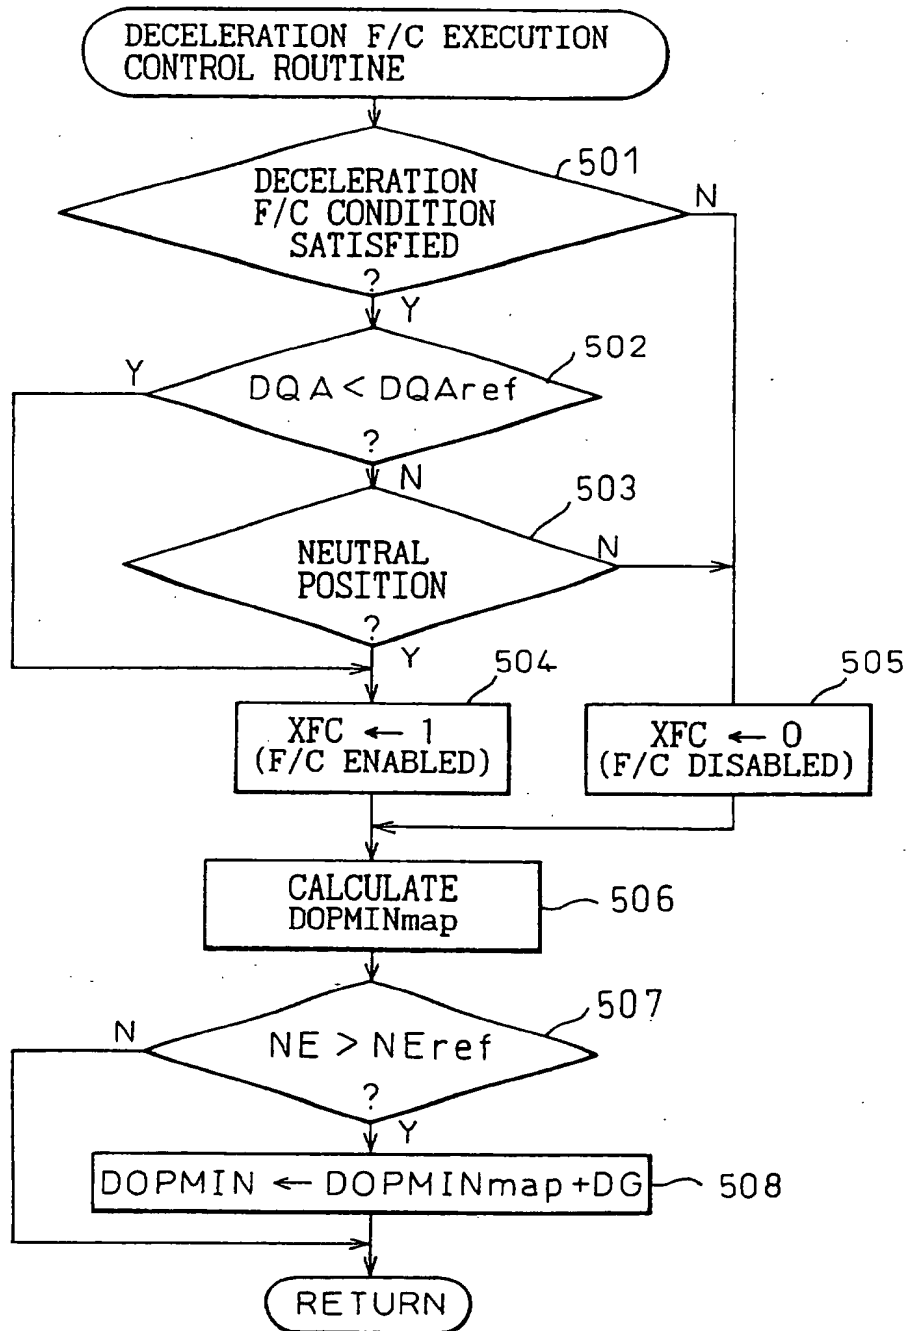 DECELERATION F/C EXECUTION
CONTROL ROUTINE
501
DECELERATION
F/C CONDITION
SATISFIED
?
N
Y
502
Y
DQA < DQAref
?
N
503
NEUTRAL
POSITION
N
?
Y
504
505
XFC ← 1
(F/C ENABLED)
XFC ← 0
(F/C DISABLED)
CALCULATE
DOPMINmap
506
507
N
NE > NEref
?
Y
DOPMIN ← DOPMINmap+DG
508
RETURN